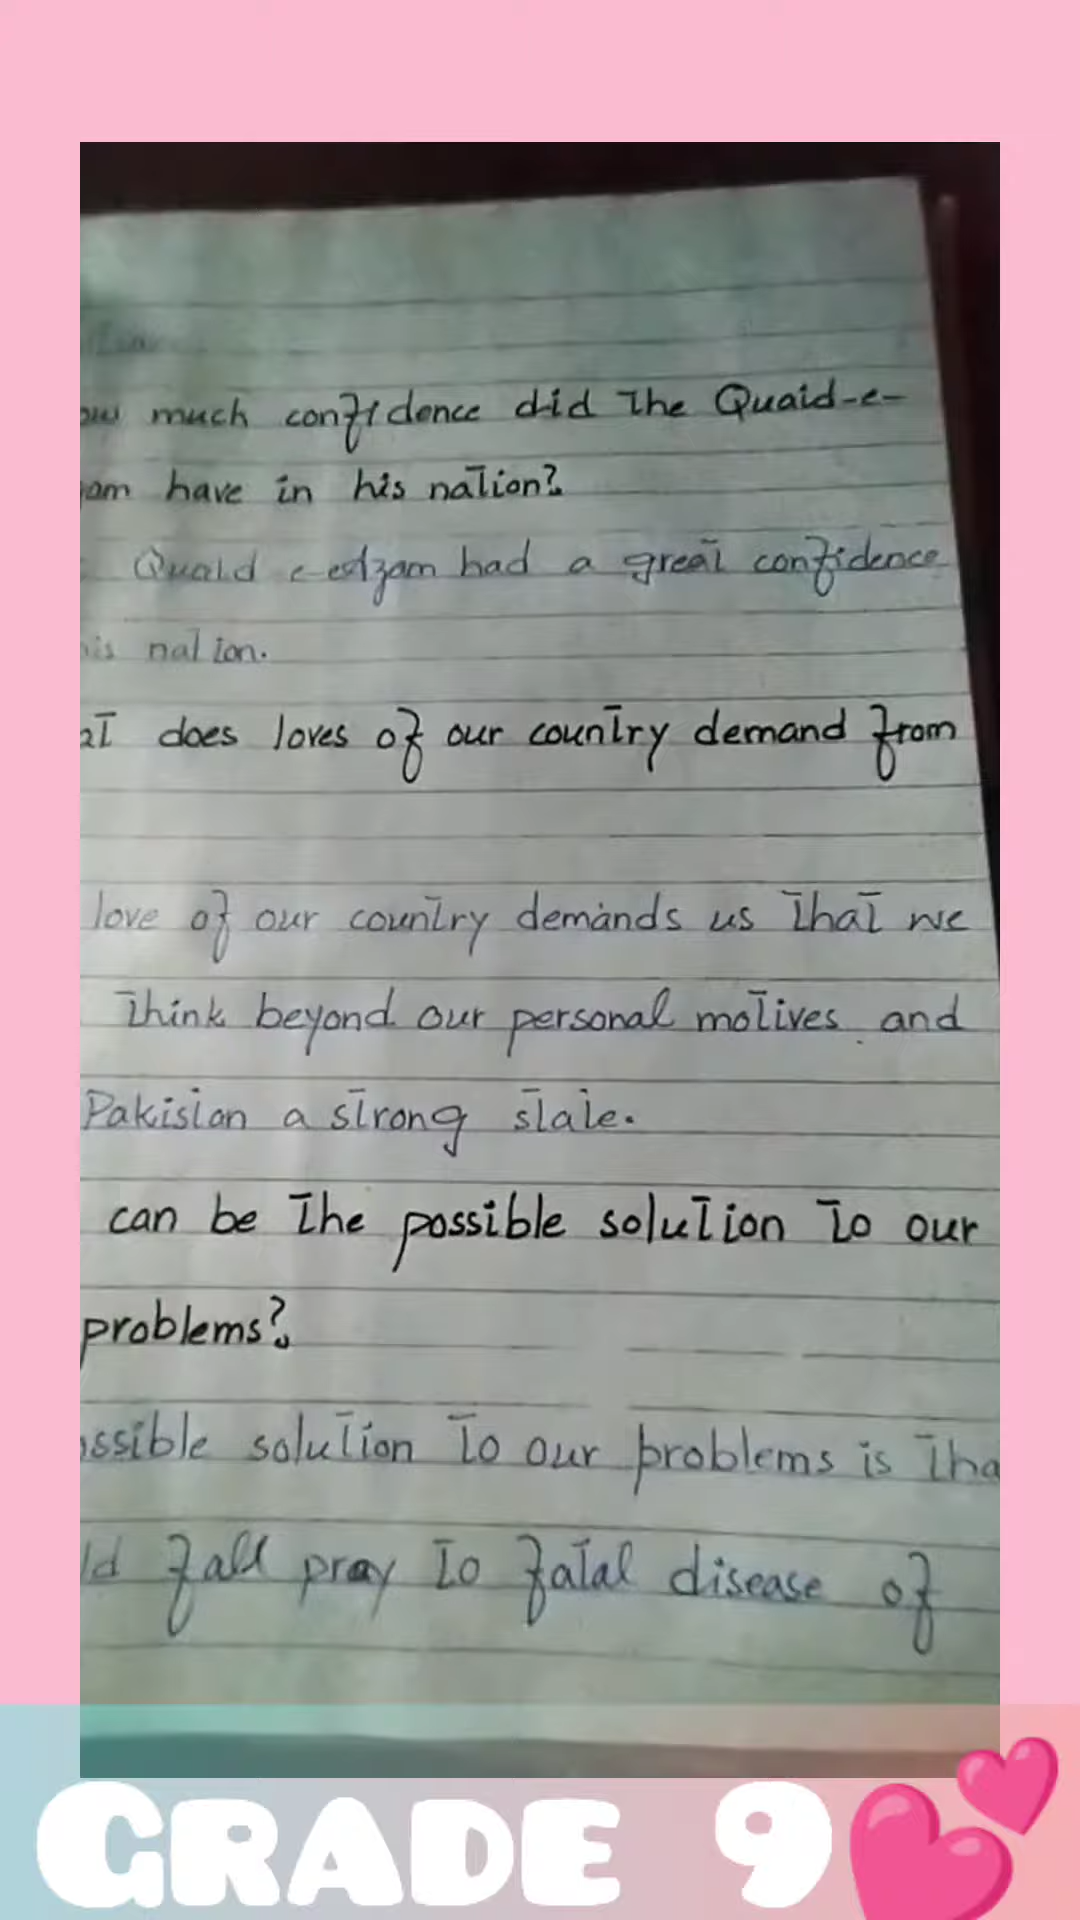 much confidence did the Quaid-e-
have in his nation?
Quaid e-eAzam had a great confidence
nation.
does loves of our country demand from
love of our country demands us that we
think beyond our personal motives and
Pakistan a strong state.
can be the possible solution to our
problems?
solution to our problems is
fall pray to fatal disease of
GRADE 9